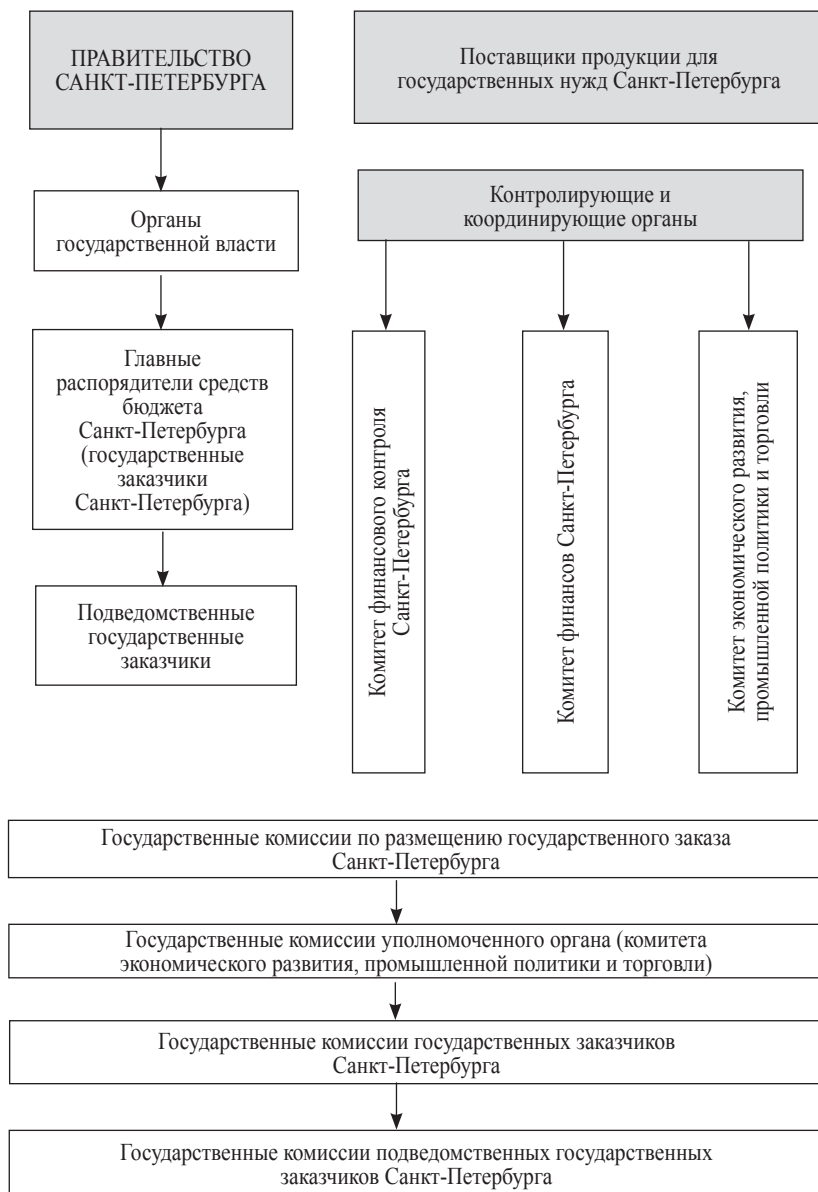 ПРАВИТЕЛЬСТВО
САНКТ-ПЕТЕРБУРГА
Поставщики продукции для
государственных нужд Санкт-Петербурга
Органы
государственной власти
Контролирующие и
координирующие органы
Главные
распорядители средств
бюджета
Санкт-Петербурга
(государственные
заказчики
Санкт-Петербурга)
Подведомственные
государственные
заказчики
Комитет финансового контроля
Санкт-Петербурга
Комитет финансов Санкт-Петербурга
Комитет экономического развития,
промышленной политики и торговли
Государственные комиссии по размещению государственного заказа
Санкт-Петербурга
Государственные комиссии уполномоченного органа (комитета
экономического развития, промышленной политики и торговли)
Государственные комиссии государственных заказчиков
Санкт-Петербурга
Государственные комиссии подведомственных государственных
заказчиков Санкт-Петербурга